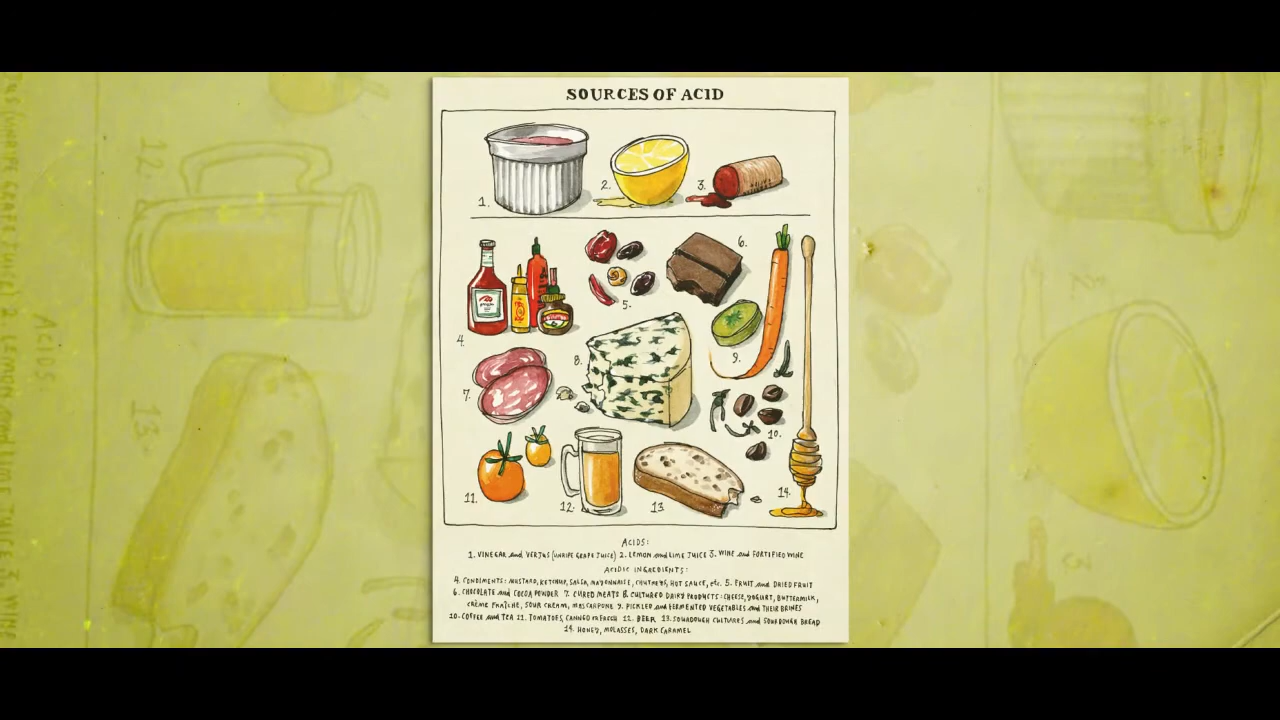 SOURCES OF ACID
1.
2.
3.
4.
5.
6.
7.
8.
9.
10.
11.
12.
13
14.
ACIDS:
1. VINEGAR and VERJUS (UNRIPE GRAPE JUICE) 2. LEMON and LIME JUICE 3. WINE and FORTIFIED WINE
ACIDIC INGREDIENTS:
4. CONDIMENTS: MUSTARD, KETCHUP, SALSA, MAYONNAISE, CHUTNEYS, HOT SAUCE, etc. 5. FRUIT and DRIED FRUIT
6. CHOCOLATE and COCOA POWDER 7. CURED MEATS 8. CULTURED DAIRY PRODUCTS: CHEESE, YOGURT, BUTTERMILK,
CRÈME FRAÎCHE, SOUR CREAM, MASCARPONE 9. PICKLED and FERMENTED VEGETABLES and THEIR BRINES
10. COFFEE and TEA 11. TOMATOES, CANNED or FRESH 12. BEER 13. SOURDOUGH CULTURES and SOURDOUGH BREAD
14. HONEY, MOLASSES, DARK CARAMEL